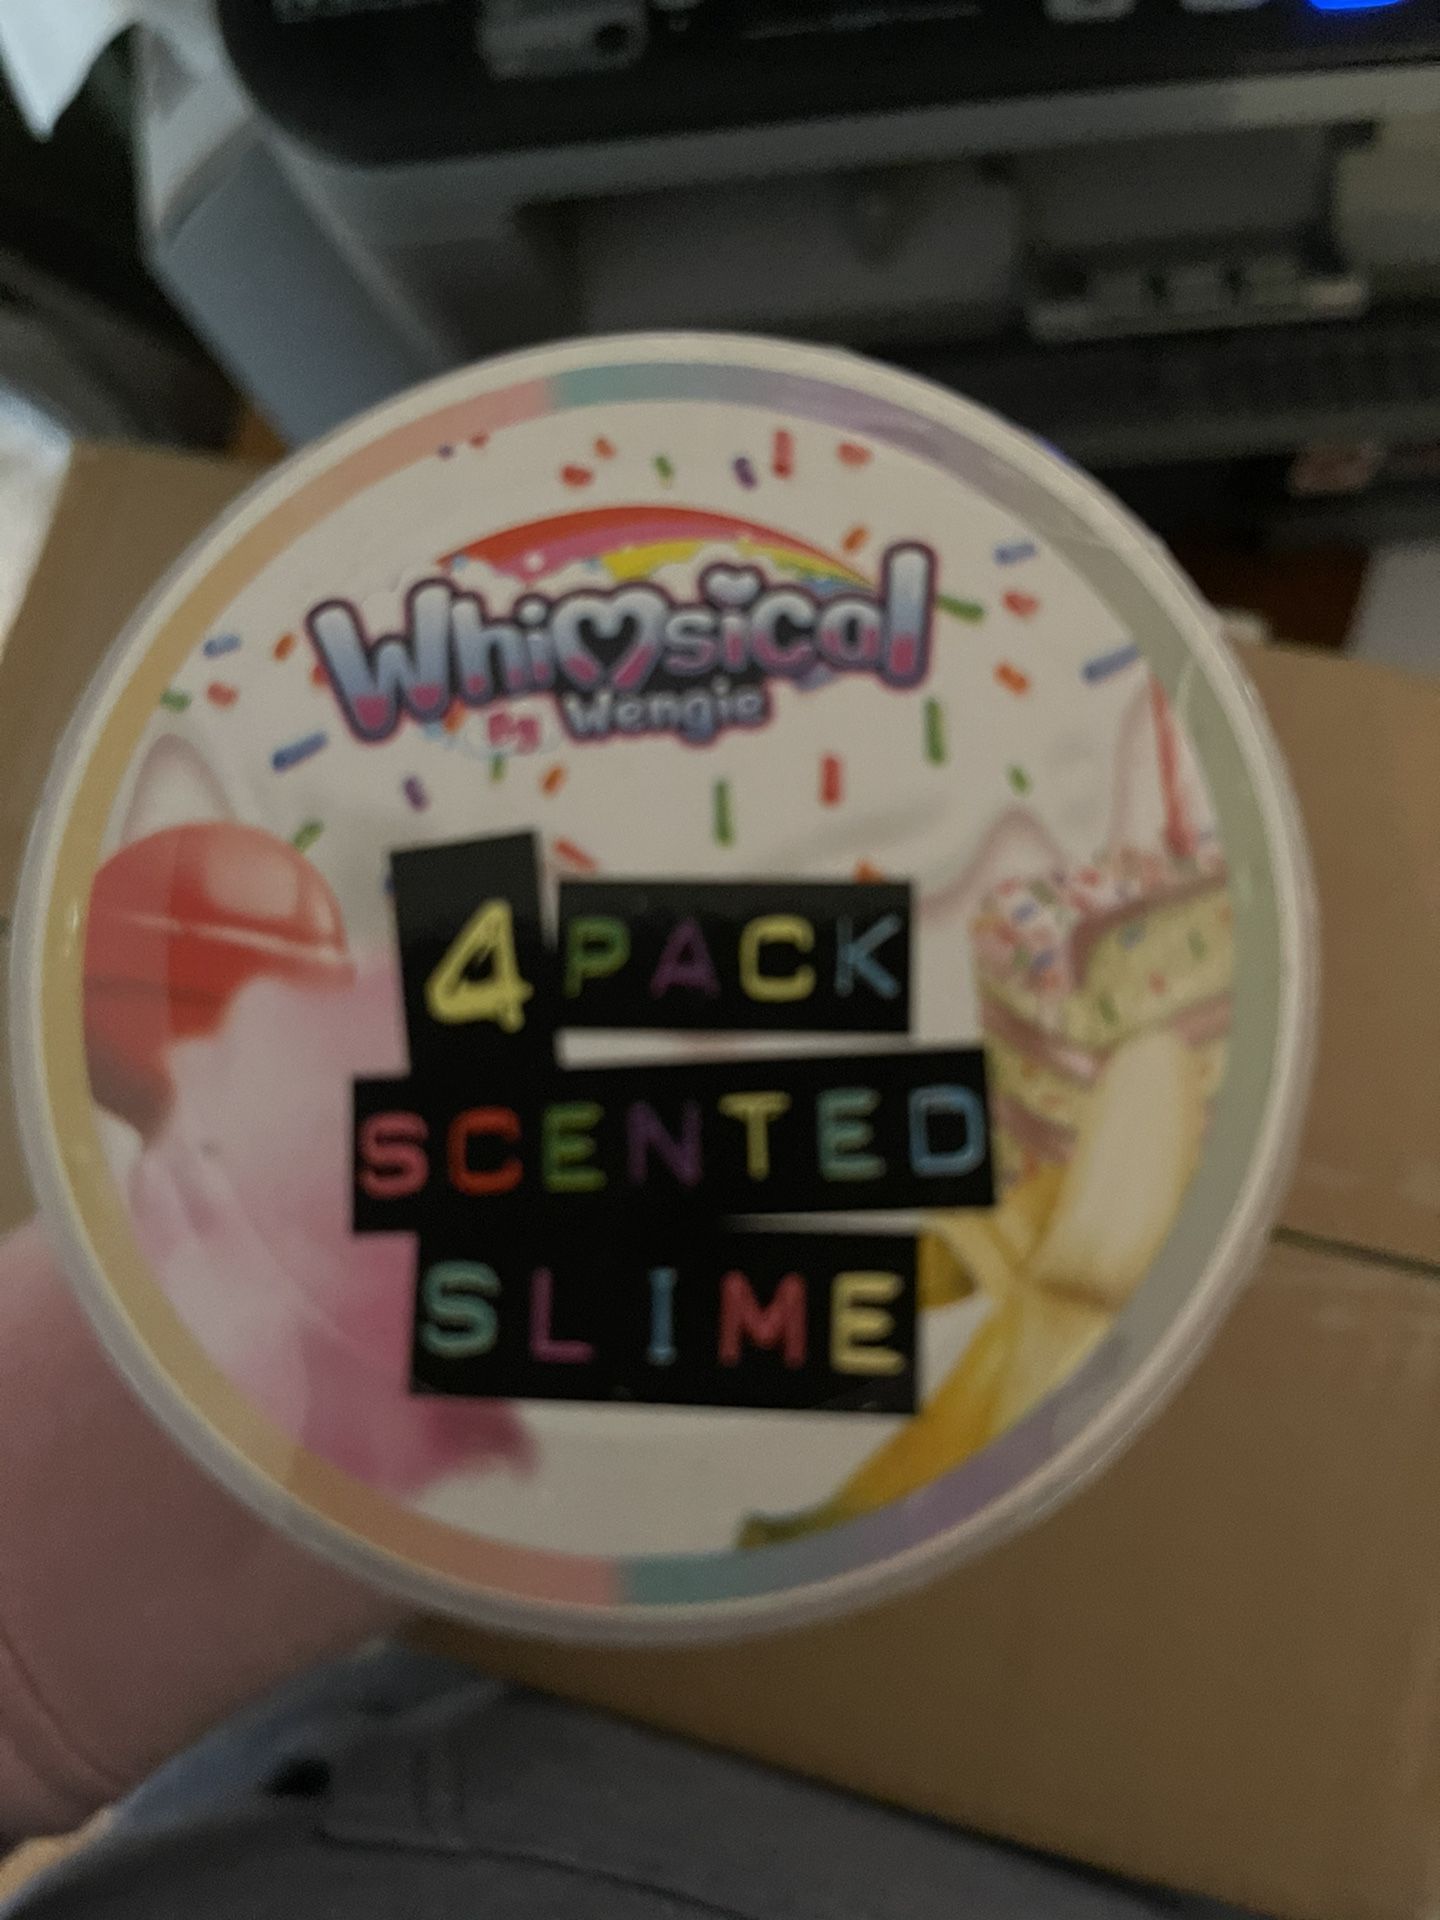 Whimsical
By Wengie
4 PACK
SCENTED
SLIME